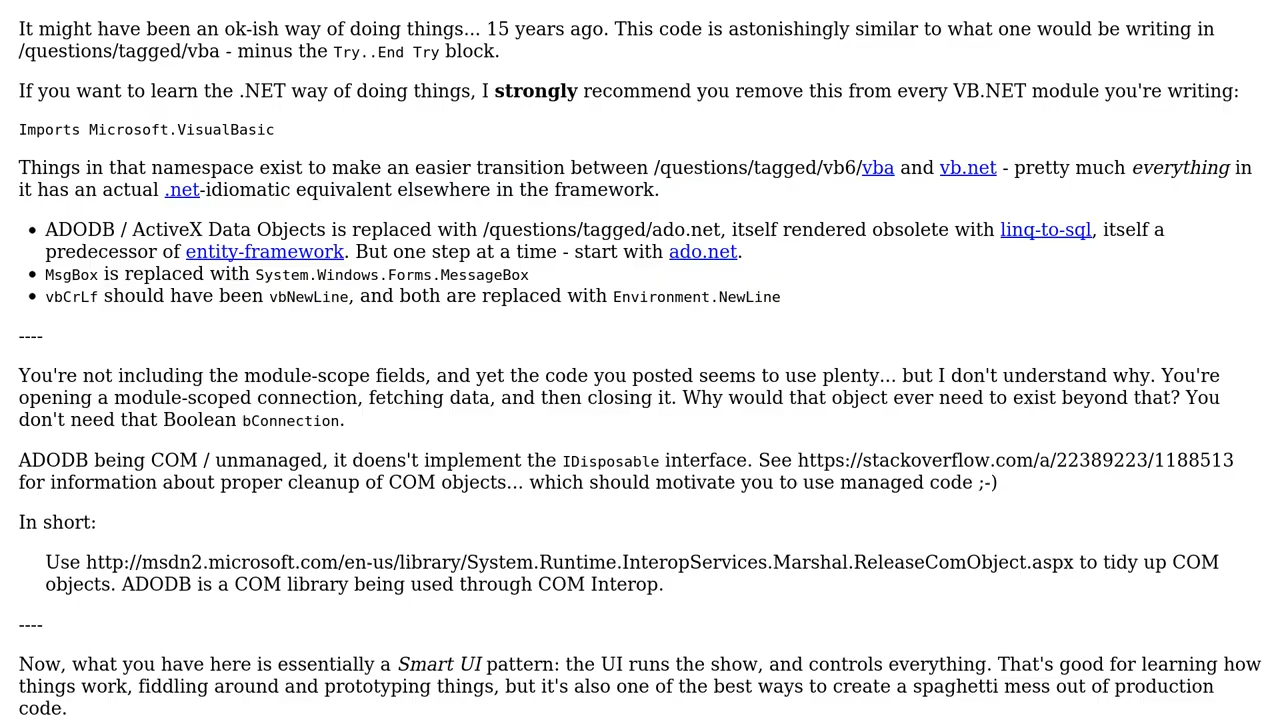 It might have been an ok-ish way of doing things... 15 years ago. This code is astonishingly similar to what one would be writing in
/questions/tagged/vba - minus the Try..End Try block.
If you want to learn the .NET way of doing things, I strongly recommend you remove this from every VB.NET module you're writing:
Imports Microsoft.VisualBasic
Things in that namespace exist to make an easier transition between /questions/tagged/vb6/vba and vb.net - pretty much everything in
it has an actual .net-idiomatic equivalent elsewhere in the framework.
• ADODB / ActiveX Data Objects is replaced with /questions/tagged/ado.net, itself rendered obsolete with linq-to-sql, itself a
predecessor of entity-framework. But one step at a time - start with ado.net.
• MsgBox is replaced with System.Windows.Forms.MessageBox
• vbCrLf should have been vbNewLine, and both are replaced with Environment.NewLine
----
You're not including the module-scope fields, and yet the code you posted seems to use plenty... but I don't understand why. You're
opening a module-scoped connection, fetching data, and then closing it. Why would that object ever need to exist beyond that? You
don't need that Boolean bConnection.
ADODB being COM / unmanaged, it doens't implement the IDisposable interface. See https://stackoverflow.com/a/22389223/1188513
for information about proper cleanup of COM objects... which should motivate you to use managed code ;-)
In short:
Use http://msdn2.microsoft.com/en-us/library/System.Runtime.InteropServices.Marshal.ReleaseComObject.aspx to tidy up COM
objects. ADODB is a COM library being used through COM Interop.
----
Now, what you have here is essentially a Smart UI pattern: the UI runs the show, and controls everything. That's good for learning how
things work, fiddling around and prototyping things, but it's also one of the best ways to create a spaghetti mess out of production
code.